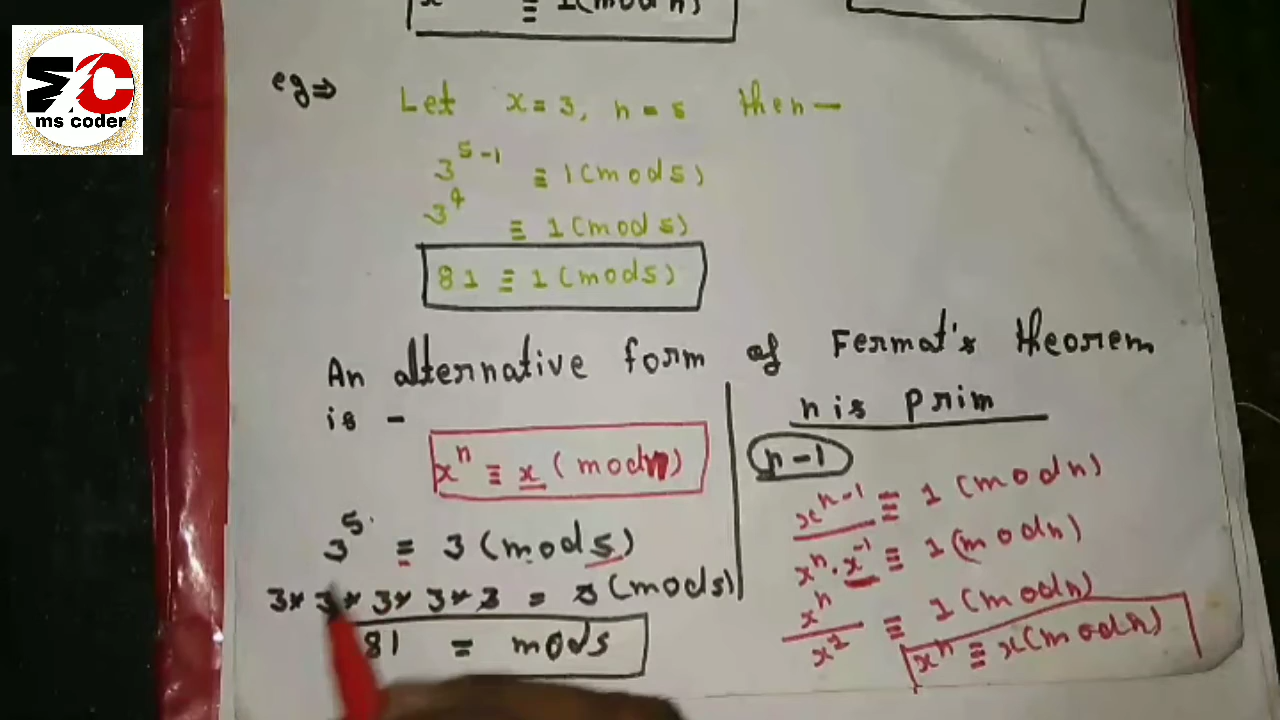 ms coder
≡ 1(mod n)
eg ⇒ Let x = 3, n = 5 then —
3^5-1 ≡ 1(mod 5)
3^4 ≡ 1 (mod 5)
81 ≡ 1 (mod 5)
An alternative form of Fermat's theorem
is -
x^n ≡ x (mod n)
3^5 ≡ 3 (mod 5)
3* 3* 3* 3* 3 = 3 (mod 5)
81 = mod 5
n is prim
n-1
x^n-1 ≡ 1 (mod n)
x^n · x^-1 ≡ 1 (mod n)
x^n / x^1 ≡ 1 (mod n)
x^n ≡ x(mod n)